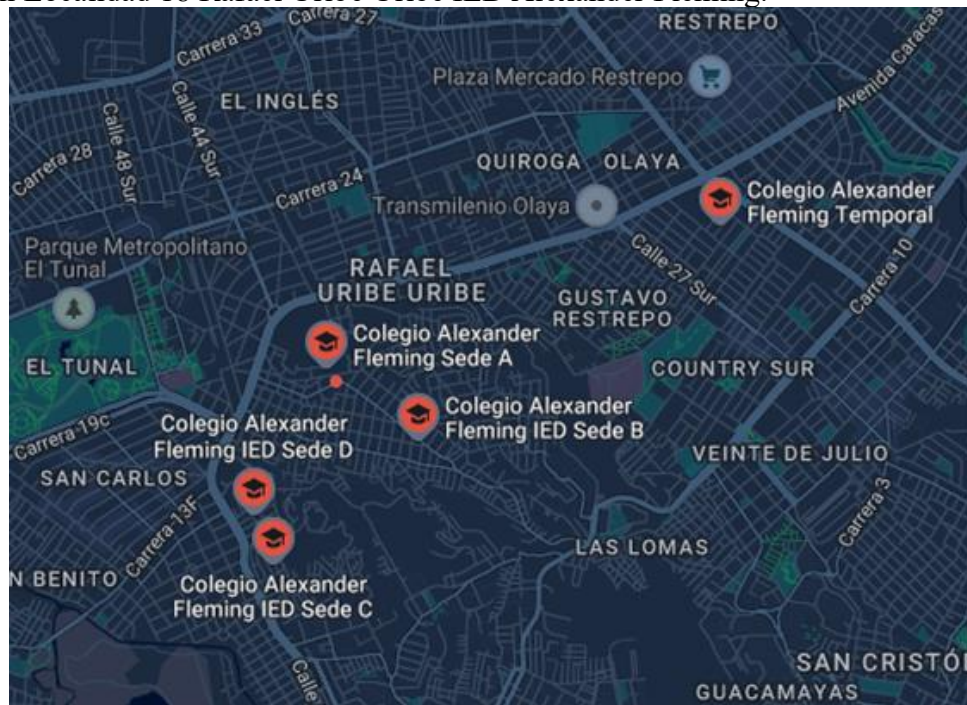 RESTREPO
Carrera 27
Carrera 33
Plaza Mercado Restrepo
Avenida Caracas
EL INGLÉS
Calle 44 Sur
Calle 48 Sur
Carrera 28
QUIROGA OLAYA
Carrera 24
Transmilenio Olaya
Colegio Alexander
Fleming Temporal
Parque Metropolitano
El Tunal
Calle 27 Sur
Carrera 10
RAFAEL
URIBE URIBE
GUSTAVO
RESTREPO
Colegio Alexander
Fleming Sede A
EL TUNAL
COUNTRY SUR
Colegio Alexander
Fleming IED Sede B
Carrera 19c
Colegio Alexander
Fleming IED Sede D
VEINTE DE JULIO
SAN CARLOS
Carrera 3
Carrera 13F
LAS LOMAS
N BENITO
Colegio Alexander
Fleming IED Sede C
Calle
SAN CRISTÓ
GUACAMAYAS